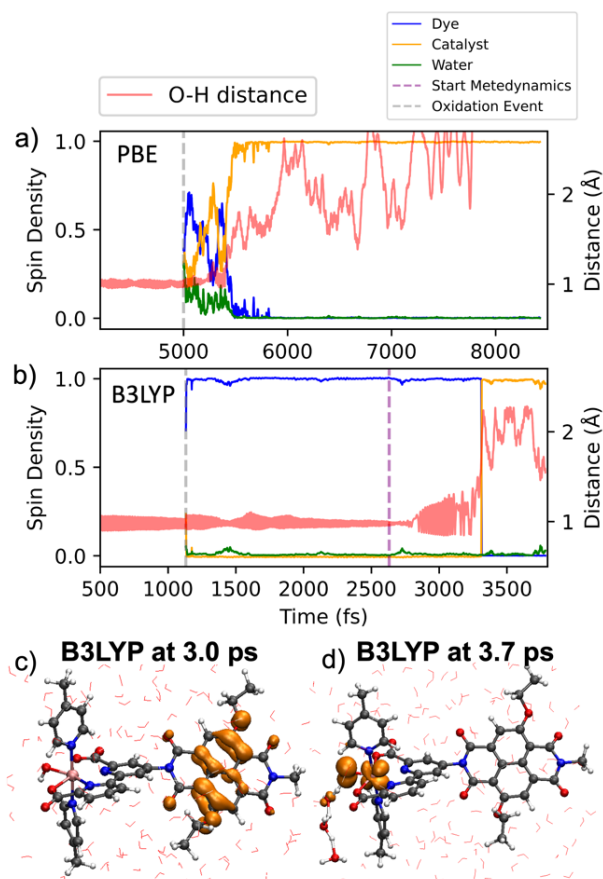 Dye
Catalyst
Water
Start Metedynamics
Oxidation Event
O-H distance
a)
PBE
1.0
0.5
0.0
Spin Density
2
1
Distance (Å)
5000 6000 7000 8000
b)
B3LYP
1.0
0.5
0.0
Spin Density
2
1
Distance (Å)
500 1000 1500 2000 2500 3000 3500
Time (fs)
c) B3LYP at 3.0 ps
d) B3LYP at 3.7 ps